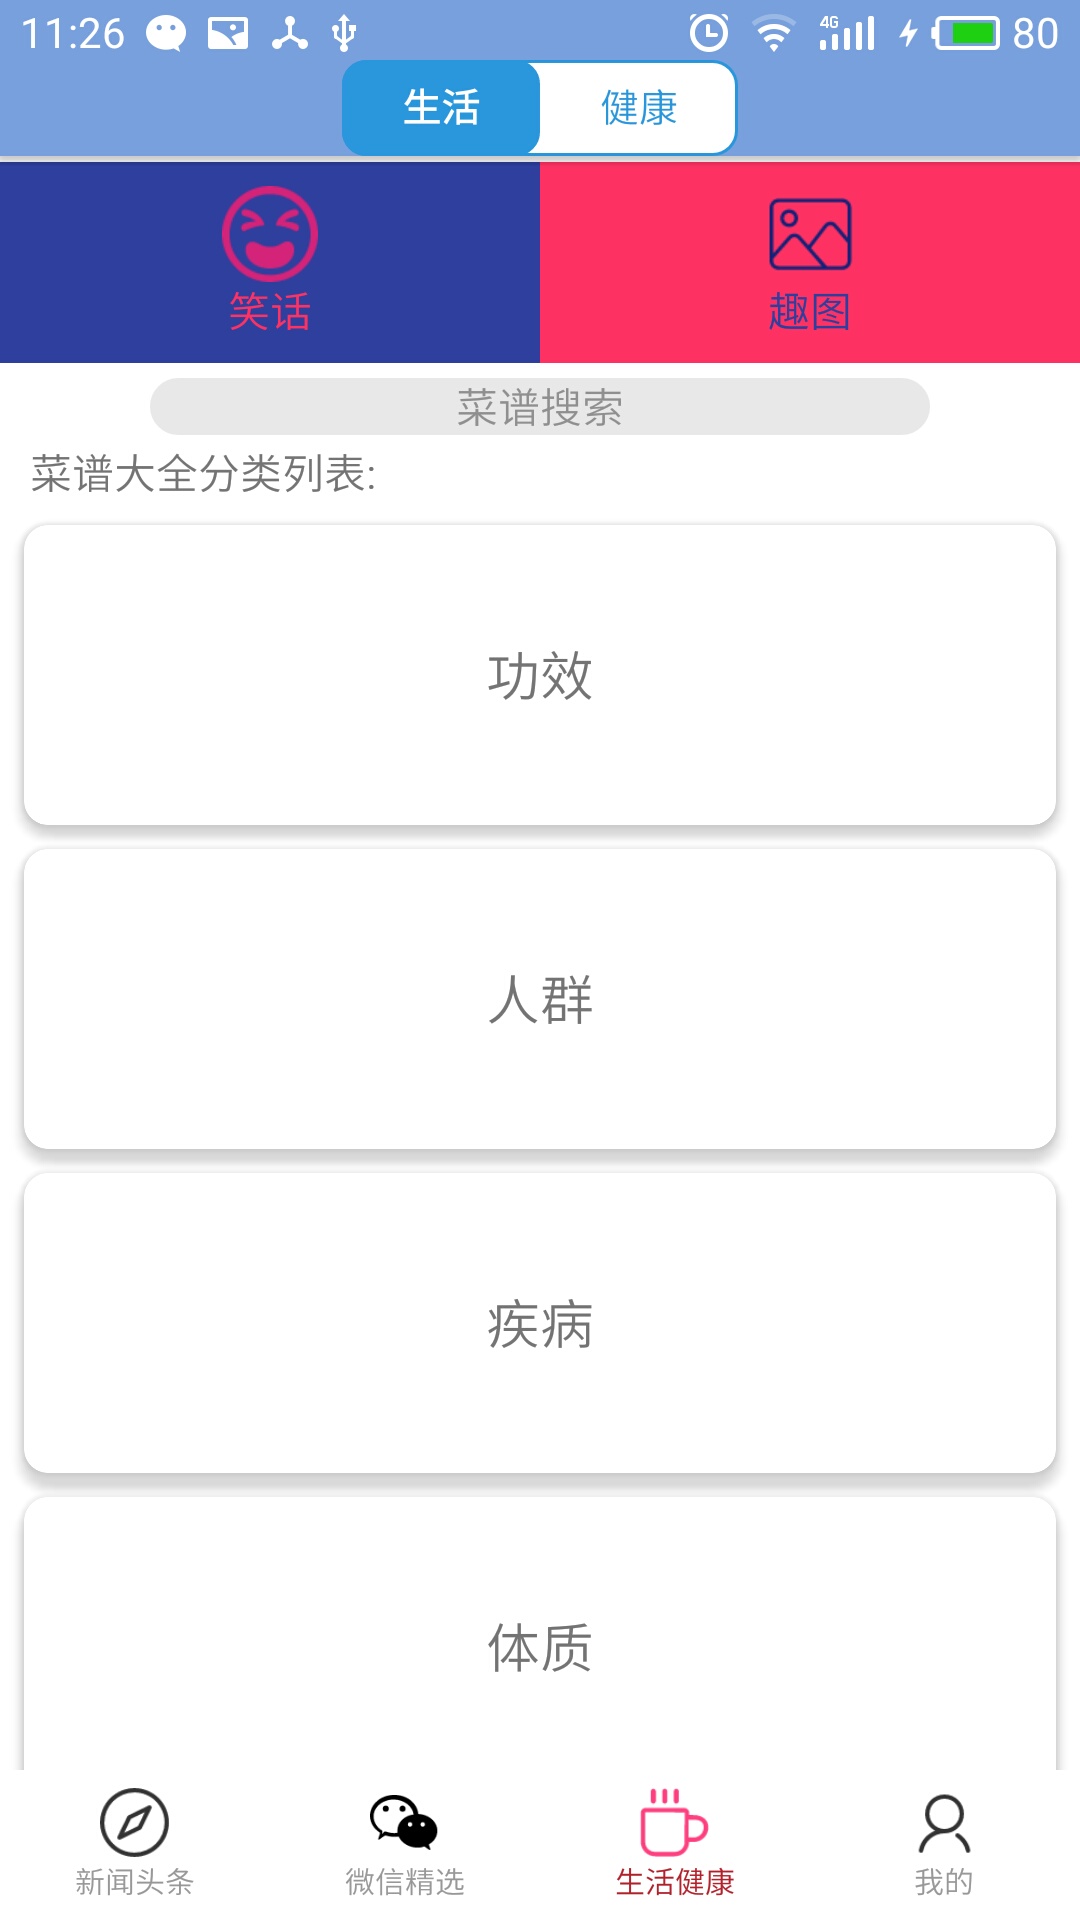 11:26 4G 80
生活 健康
笑话 趣图
菜谱搜索
菜谱大全分类列表:
功效
人群
疾病
体质
新闻头条 微信精选 生活健康 我的